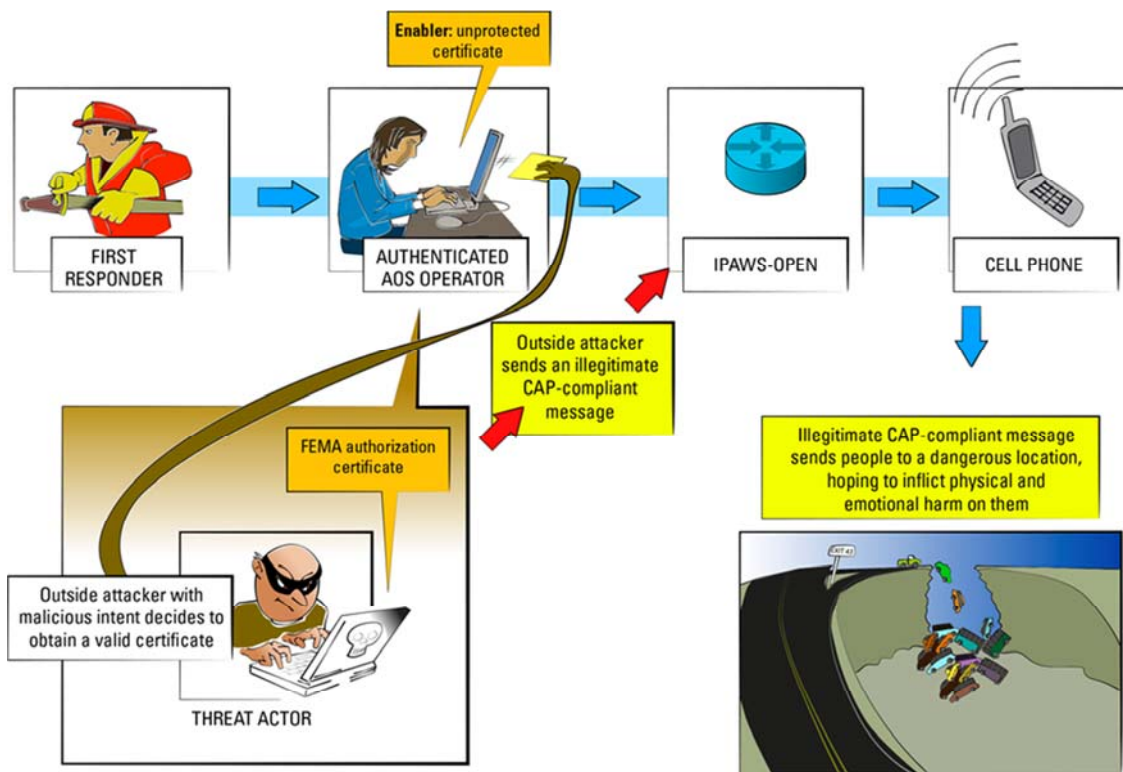 Enabler: unprotected
certificate
FIRST
RESPONDER
AUTHENTICATED
AOS OPERATOR
IPAWS-OPEN
CELL PHONE
Outside attacker
sends an illegitimate
CAP-compliant
message
FEMA authorization
certificate
Outside attacker with
malicious intent decides to
obtain a valid certificate
THREAT ACTOR
Illegitimate CAP-compliant message
sends people to a dangerous location,
hoping to inflict physical and
emotional harm on them
EXIT 43